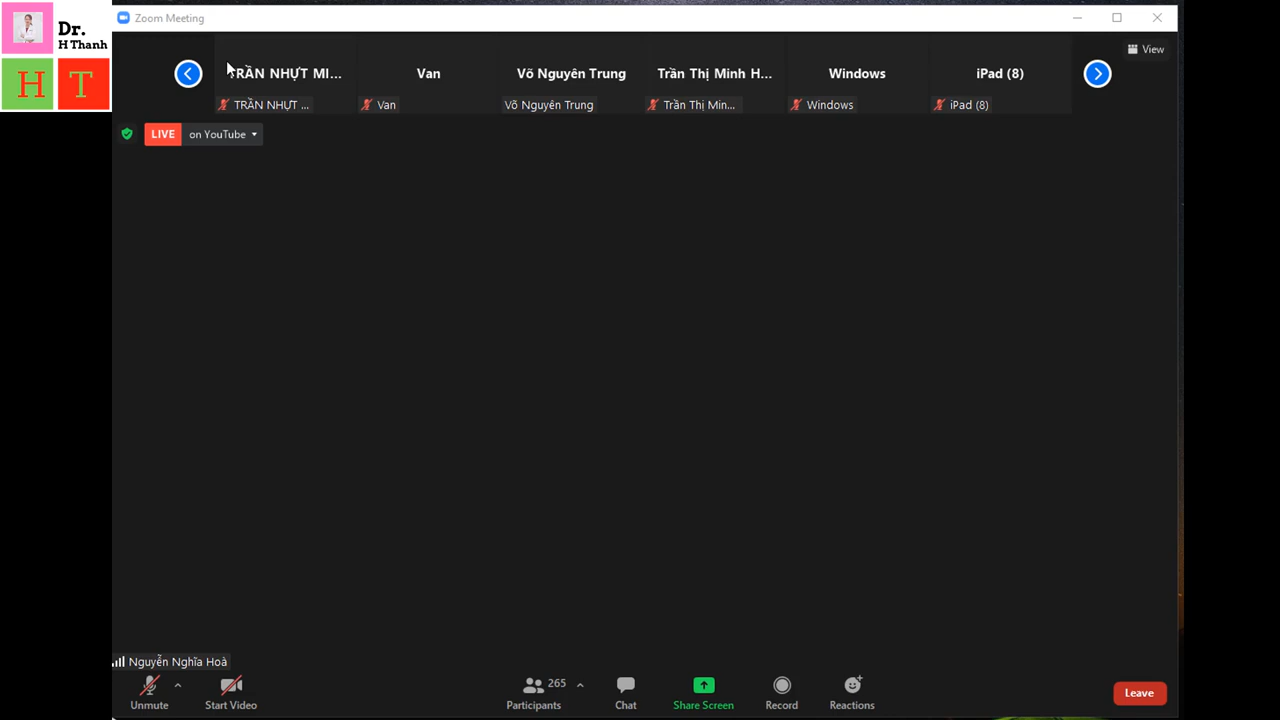 Dr.
H Thanh
H T
Zoom Meeting
View
TRẦN NHỰT MI...
Van
Võ Nguyên Trung
Trần Thị Minh H...
Windows
iPad (8)
TRẦN NHỰT ...
Van
Võ Nguyên Trung
Trần Thị Min...
Windows
iPad (8)
LIVE on YouTube
Nguyễn Nghĩa Hoà
265
Unmute
Start Video
Participants
Chat
Share Screen
Record
Reactions
Leave